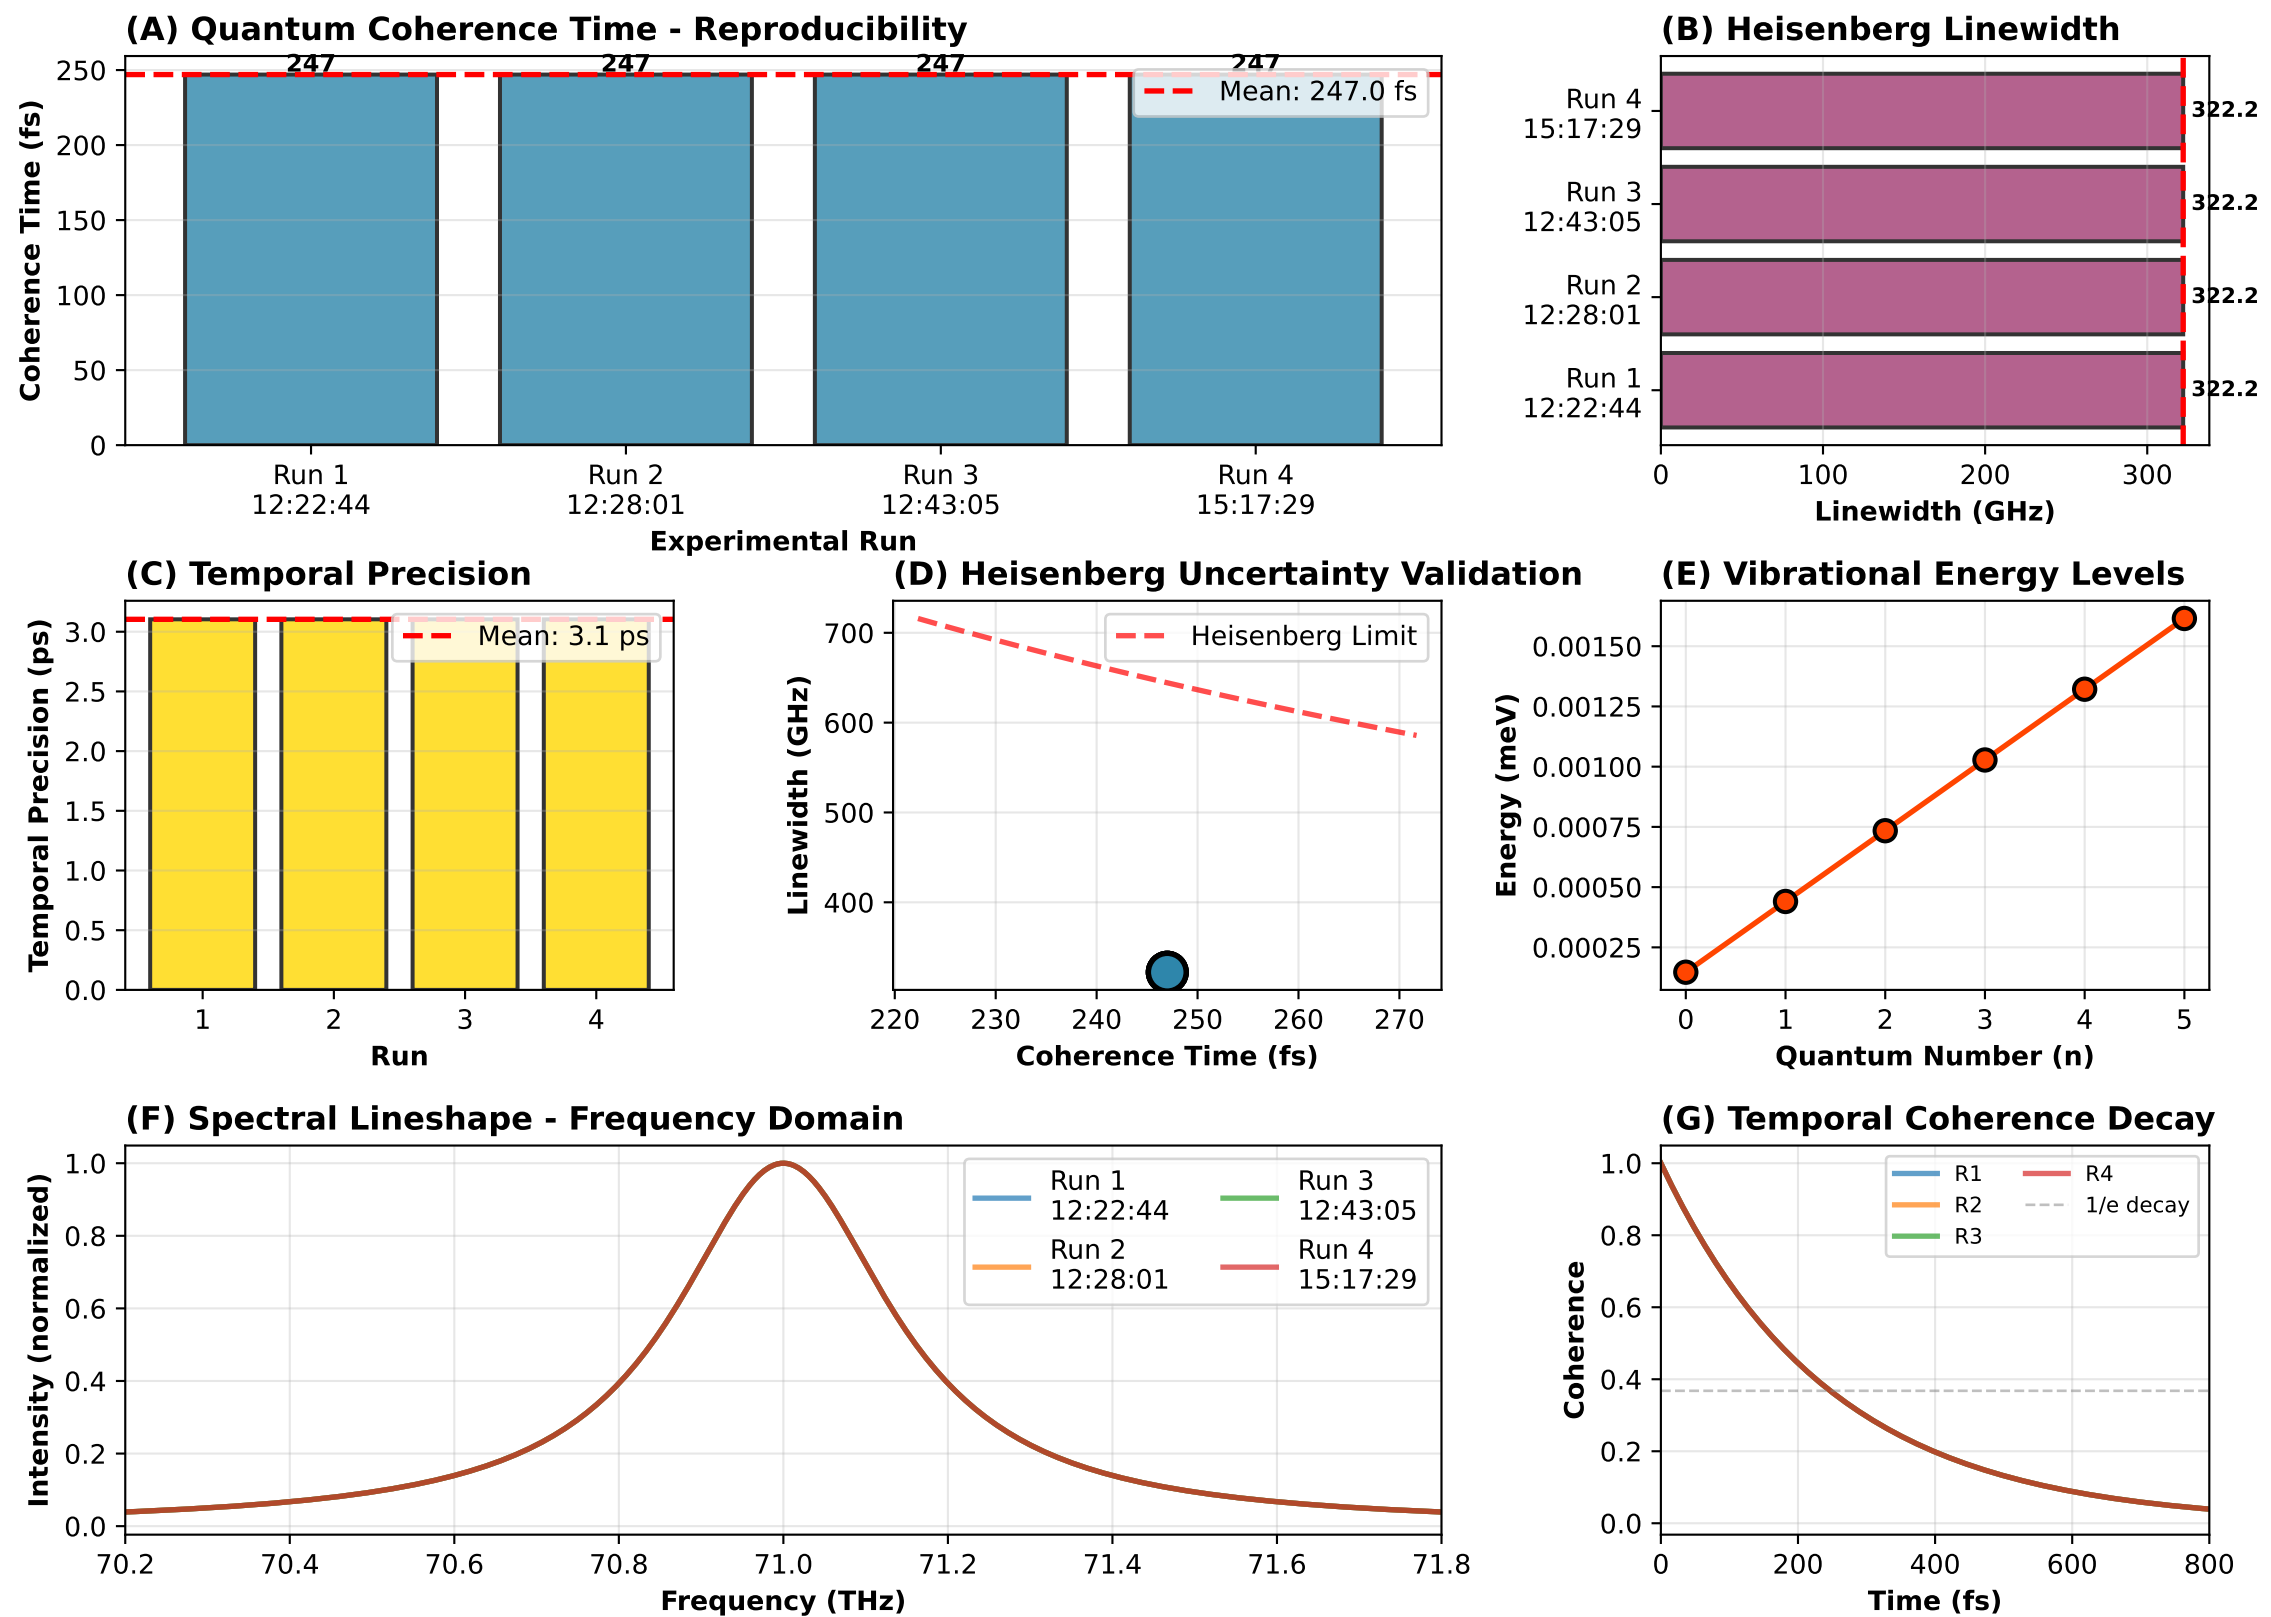 (A) Quantum Coherence Time - Reproducibility
Coherence Time (fs)
250
200
150
100
50
0
247
247
247
247
Mean: 247.0 fs
Run 1
12:22:44
Run 2
12:28:01
Run 3
12:43:05
Run 4
15:17:29
Experimental Run
(B) Heisenberg Linewidth
Run 4
15:17:29
Run 3
12:43:05
Run 2
12:28:01
Run 1
12:22:44
322.2
322.2
322.2
322.2
0 100 200 300
Linewidth (GHz)
(C) Temporal Precision
Temporal Precision (ps)
3.0
2.5
2.0
1.5
1.0
0.5
0.0
Mean: 3.1 ps
1 2 3 4
Run
(D) Heisenberg Uncertainty Validation
Linewidth (GHz)
700
600
500
400
Heisenberg Limit
220 230 240 250 260 270
Coherence Time (fs)
(E) Vibrational Energy Levels
Energy (meV)
0.00150
0.00125
0.00100
0.00075
0.00050
0.00025
0 1 2 3 4 5
Quantum Number (n)
(F) Spectral Lineshape - Frequency Domain
Intensity (normalized)
1.0
0.8
0.6
0.4
0.2
0.0
Run 1
12:22:44
Run 2
12:28:01
Run 3
12:43:05
Run 4
15:17:29
70.2 70.4 70.6 70.8 71.0 71.2 71.4 71.6 71.8
Frequency (THz)
(G) Temporal Coherence Decay
Coherence
1.0
0.8
0.6
0.4
0.2
0.0
R1
R2
R3
R4
1/e decay
0 200 400 600 800
Time (fs)